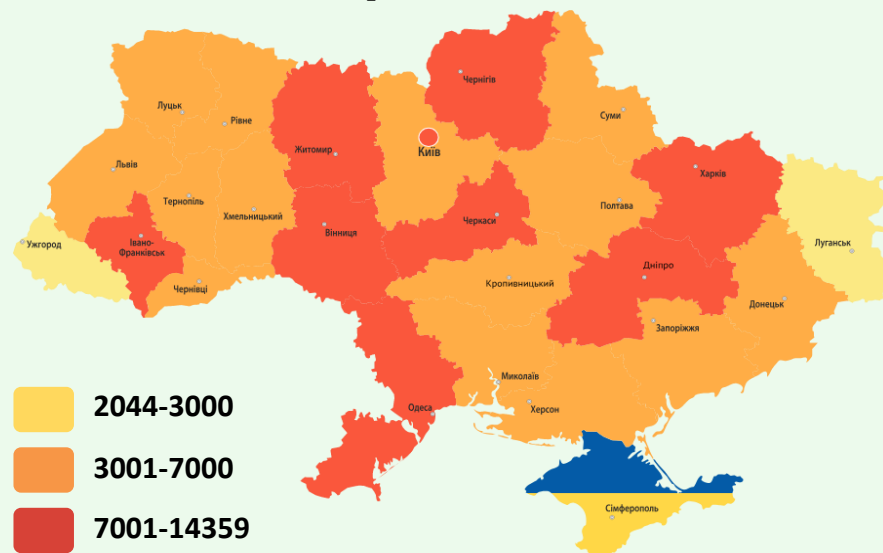 Чернігів
Луцьк
Рівне
Суми
Житомир
Київ
Львів
Харків
Тернопіль
Хмельницький
Полтава
Черкаси
Вінниця
Ужгород
Івано-
Франківськ
Луганськ
Дніпро
Чернівці
Кропивницький
Донецьк
Запоріжжя
Миколаїв
Одеса
Херсон
Сімферополь
2044-3000
3001-7000
7001-14359